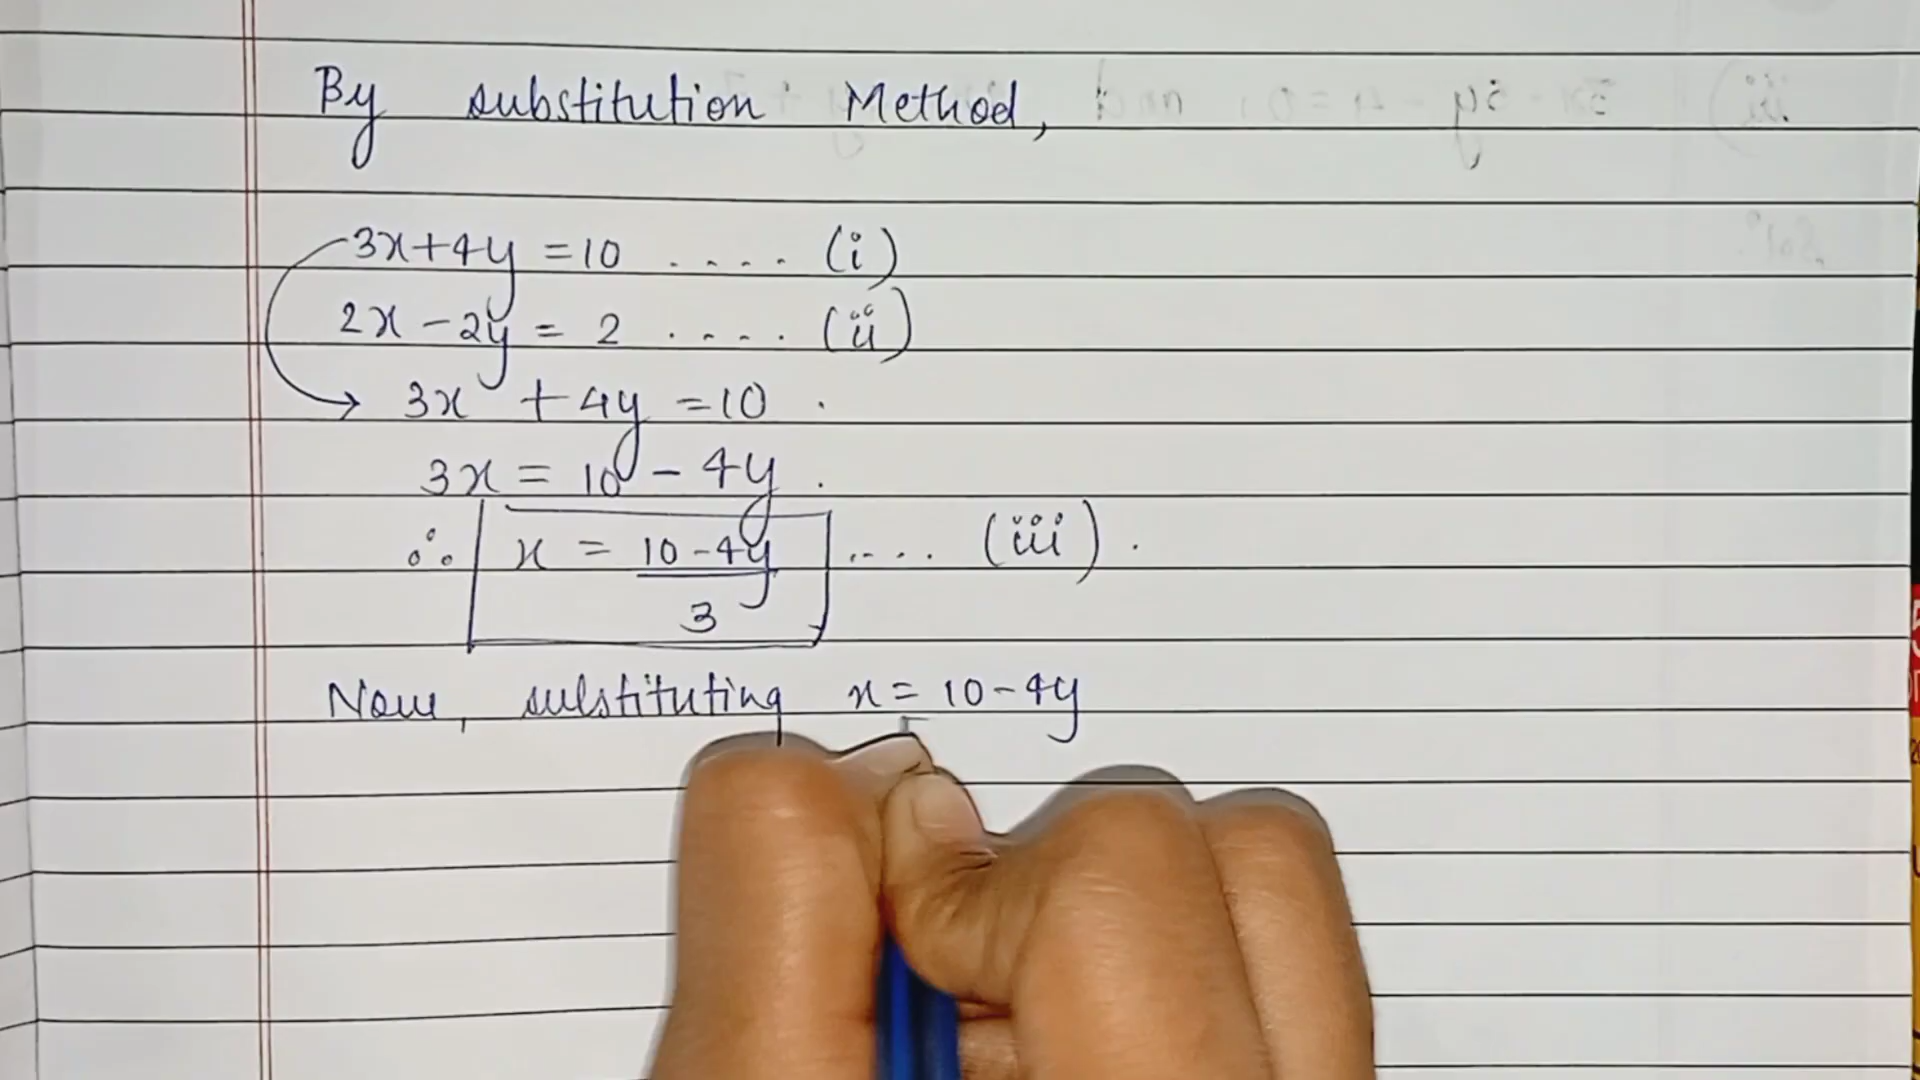 By substitution Method,
3x+4y = 10 .... (i)
2x - 2y = 2 .... (ii)
3x + 4y = 10 .
3x = 10 - 4y .
∴ x = 10 - 4y .... (iii) .
3
Now, substituting x = 10 - 4y